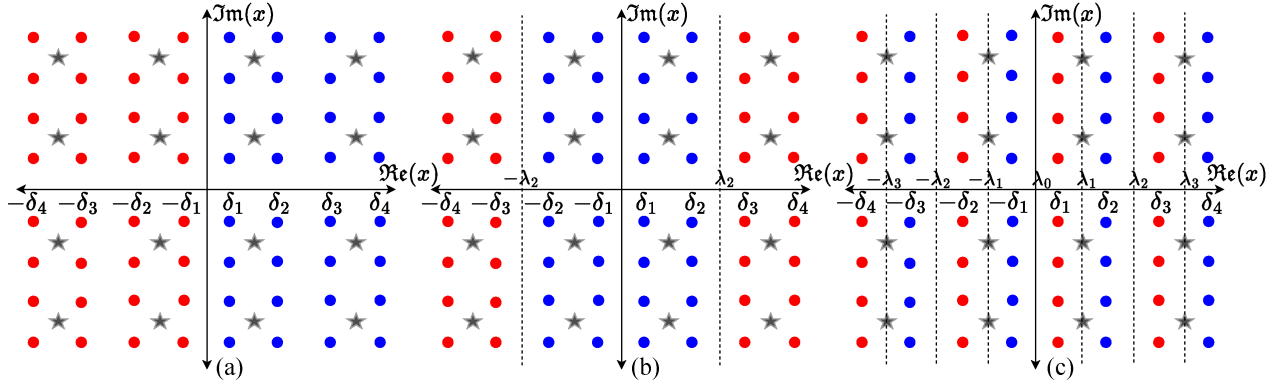 ℑm(x)
ℜe(x)
−δ₄ −δ₃ −δ₂ −δ₁ δ₁ δ₂ δ₃ δ₄
(a)
ℑm(x)
−λ₂ λ₂ ℜe(x)
−δ₄ −δ₃ −δ₂ −δ₁ δ₁ δ₂ δ₃ δ₄
(b)
ℑm(x)
−λ₃ −λ₂ −λ₁ λ₀ λ₁ λ₂ λ₃ ℜe(x)
−δ₄ −δ₃ −δ₂ −δ₁ δ₁ δ₂ δ₃ δ₄
(c)